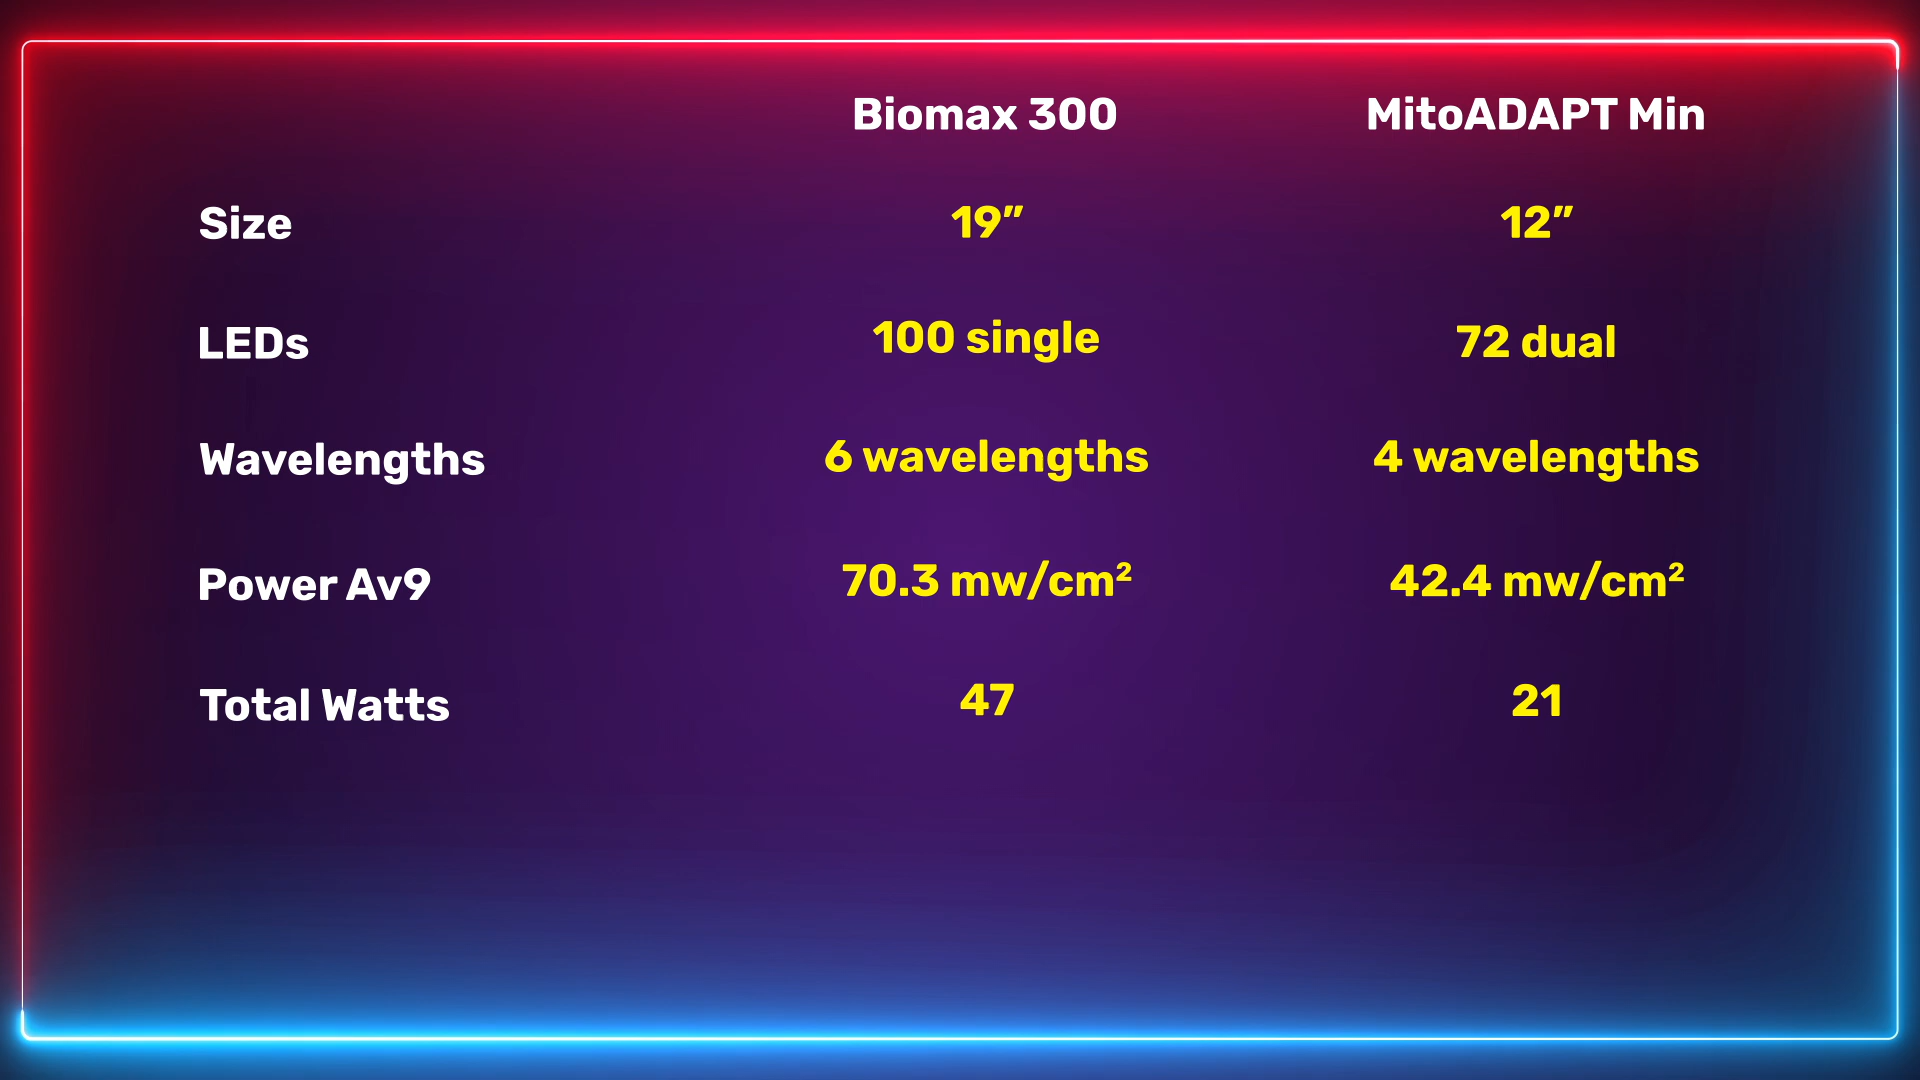 Biomax 300 MitoADAPT Min
Size 19” 12”
LEDs 100 single 72 dual
Wavelengths 6 wavelengths 4 wavelengths
Power Av9 70.3 mw/cm² 42.4 mw/cm²
Total Watts 47 21